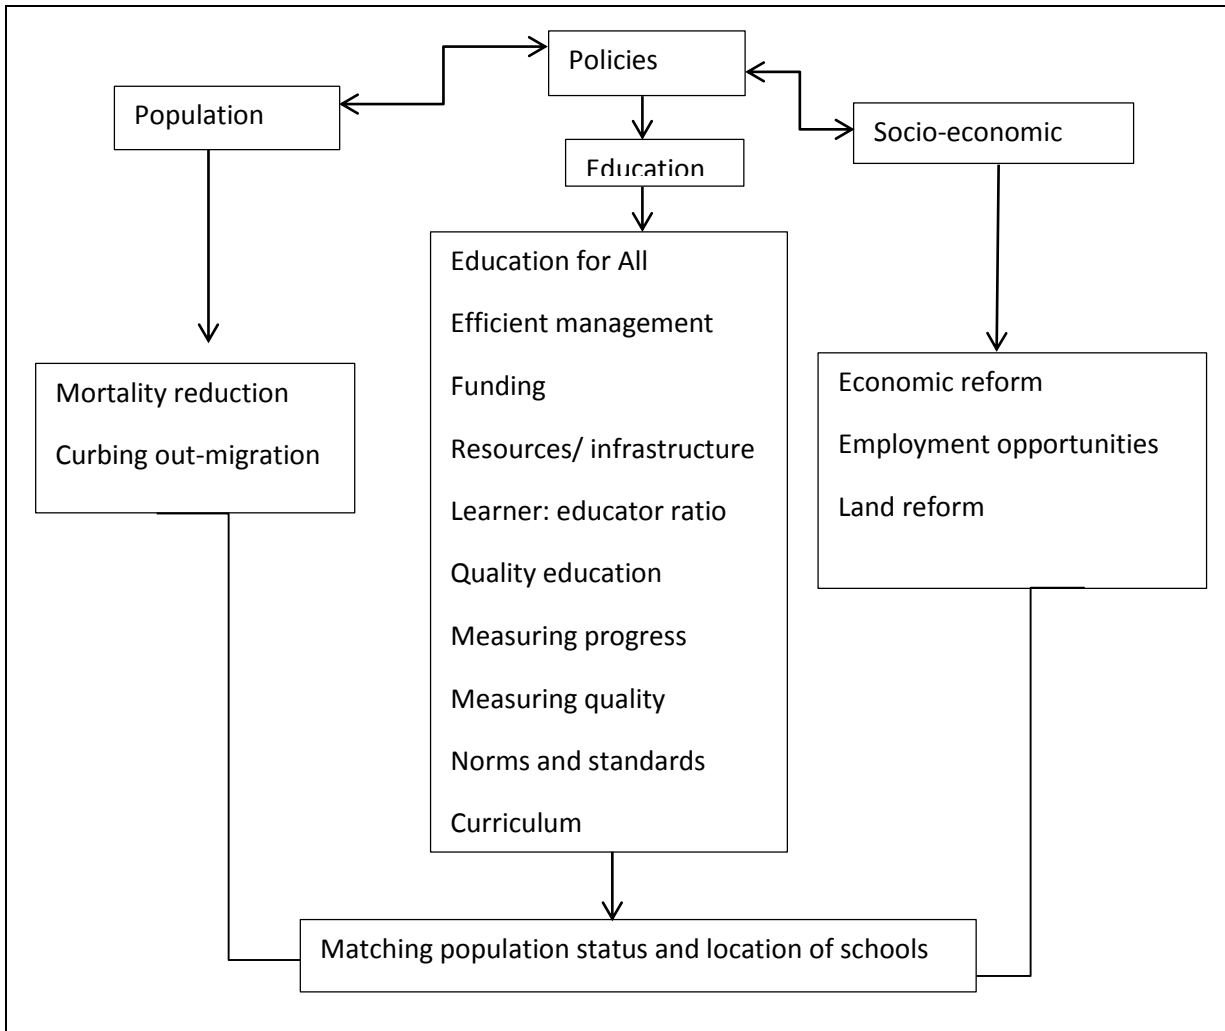 Policies
Population
Socio-economic
Education
Education for All
Efficient management
Funding
Resources/ infrastructure
Learner: educator ratio
Quality education
Measuring progress
Measuring quality
Norms and standards
Curriculum
Mortality reduction
Curbing out-migration
Economic reform
Employment opportunities
Land reform
Matching population status and location of schools